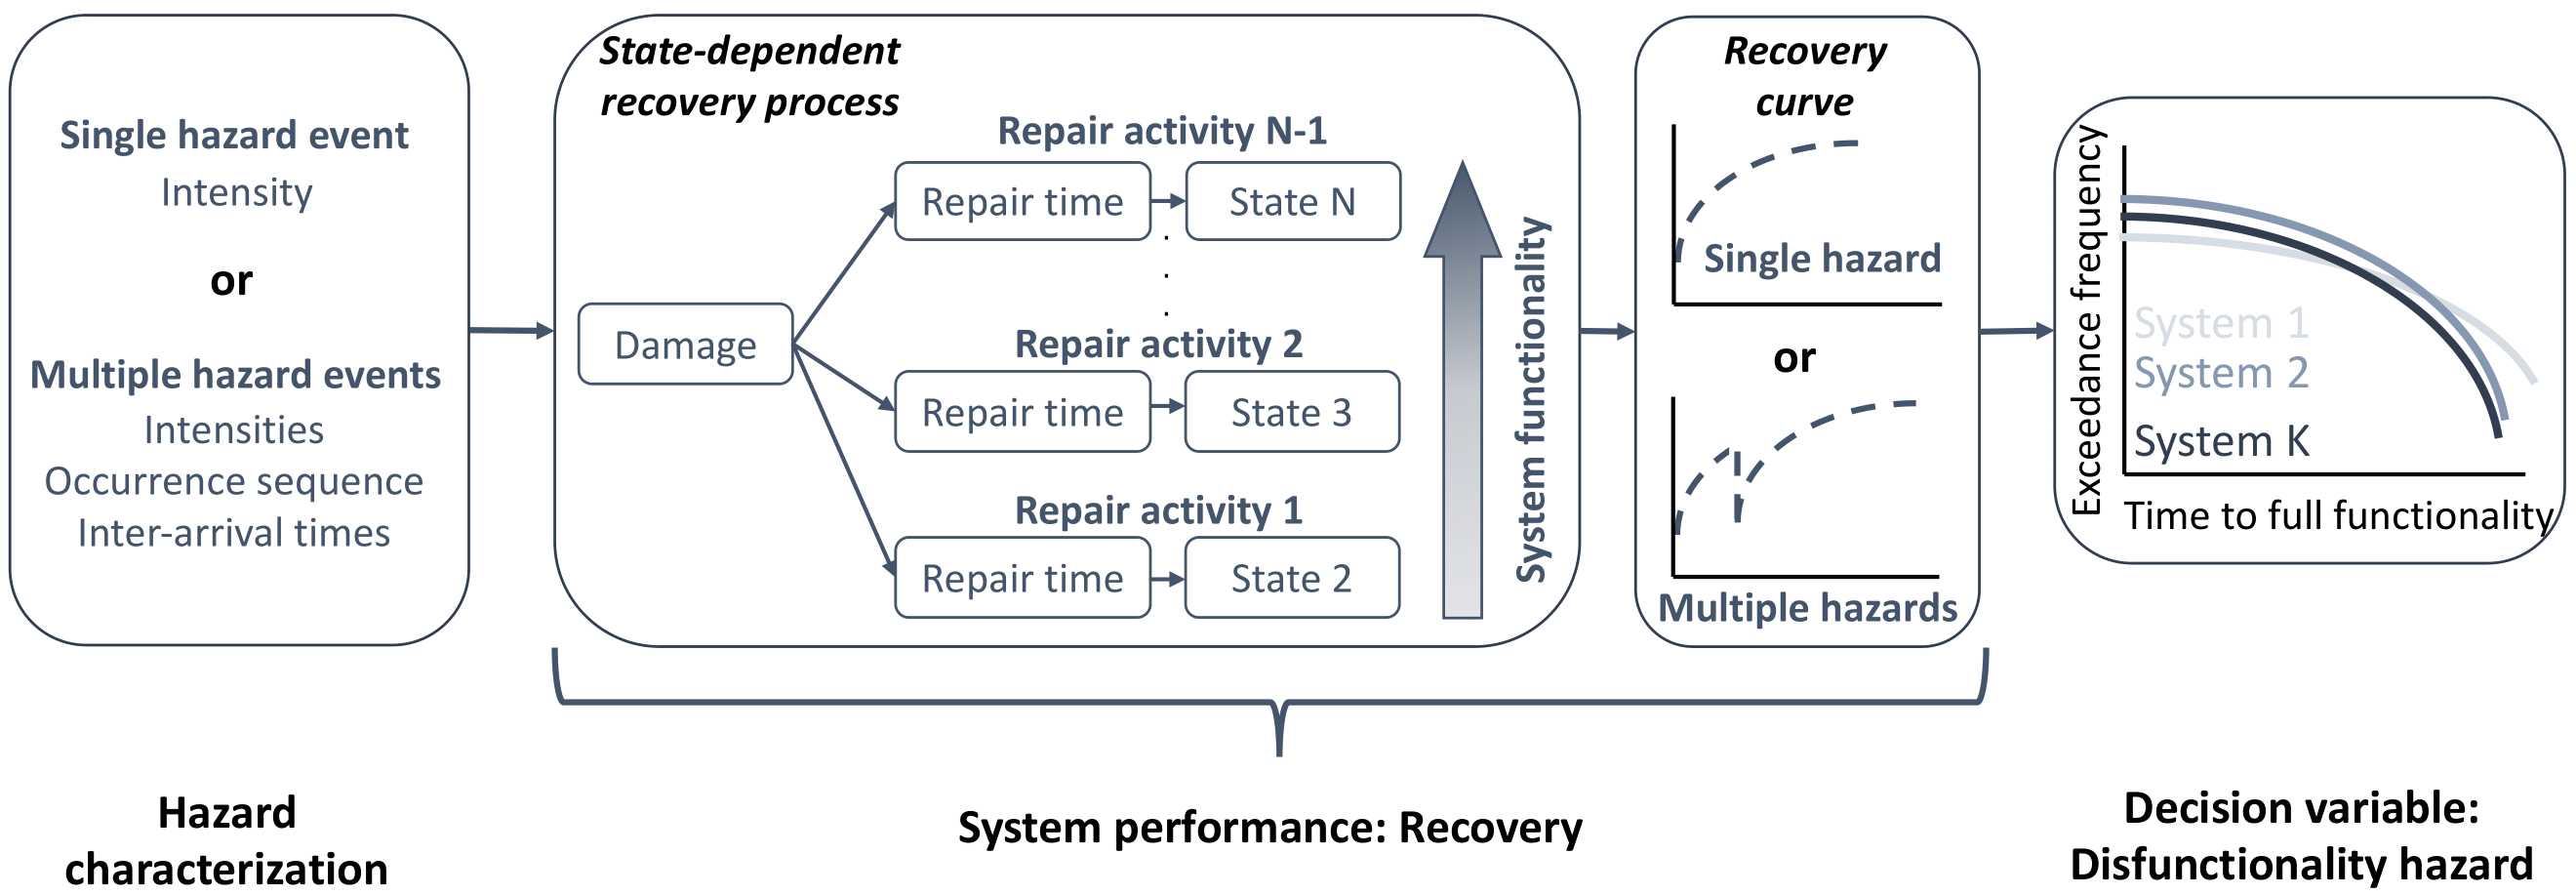 Single hazard event
Intensity
or
Multiple hazard events
Intensities
Occurrence sequence
Inter-arrival times
Hazard
characterization
State-dependent
recovery process
Damage
Repair activity N-1
Repair time
State N
.
.
.
Repair activity 2
Repair time
State 3
Repair activity 1
Repair time
State 2
System functionality
Recovery
curve
Single hazard
or
Multiple hazards
System performance: Recovery
Exceedance frequency
System 1
System 2
System K
Time to full functionality
Decision variable:
Disfunctionality hazard